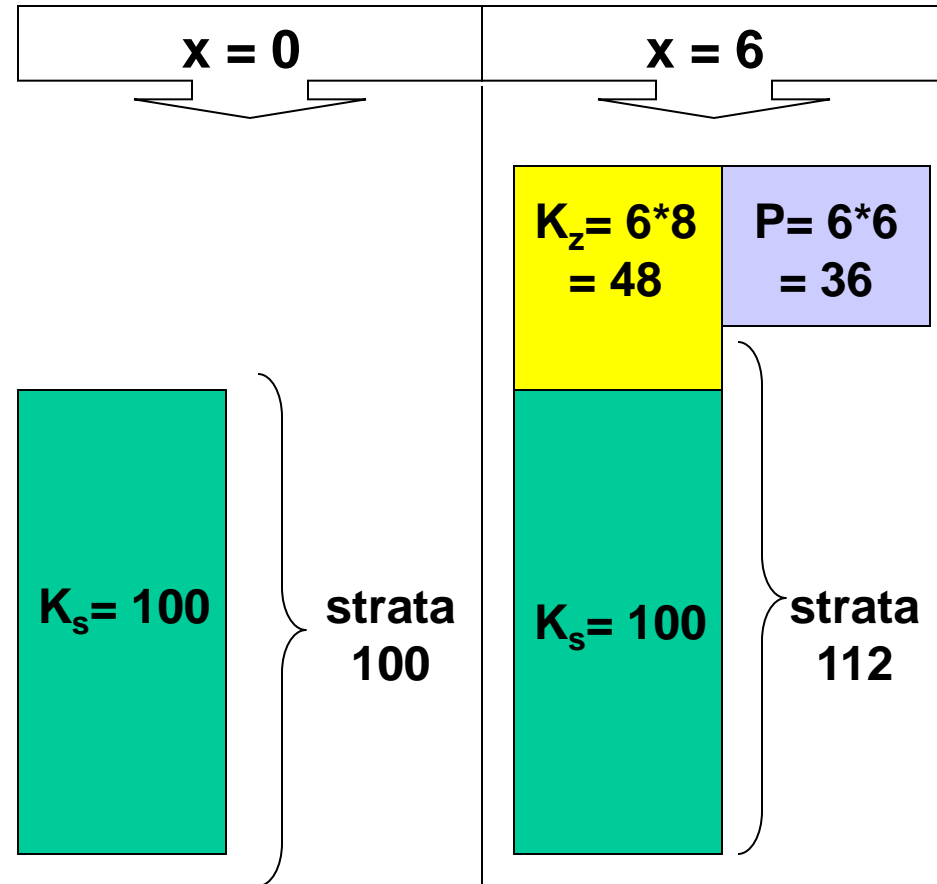 x = 0
x = 6
Kz= 6*8
= 48
P= 6*6
= 36
Ks= 100
strata
100
Ks= 100
strata
112